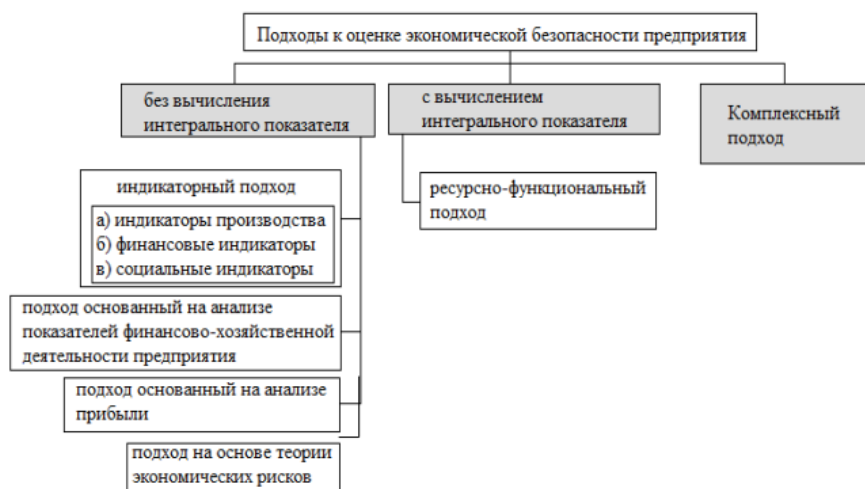 Подходы к оценке экономической безопасности предприятия
без вычисления
интегрального показателя
с вычислением
интегрального показателя
Комплексный
подход
индикаторный подход
а) индикаторы производства
б) финансовые индикаторы
в) социальные индикаторы
ресурсно-функциональный
подход
подход основанный на анализе
показателей финансово-хозяйственной
деятельности предприятия
подход основанный на анализе
прибыли
подход на основе теории
экономических рисков